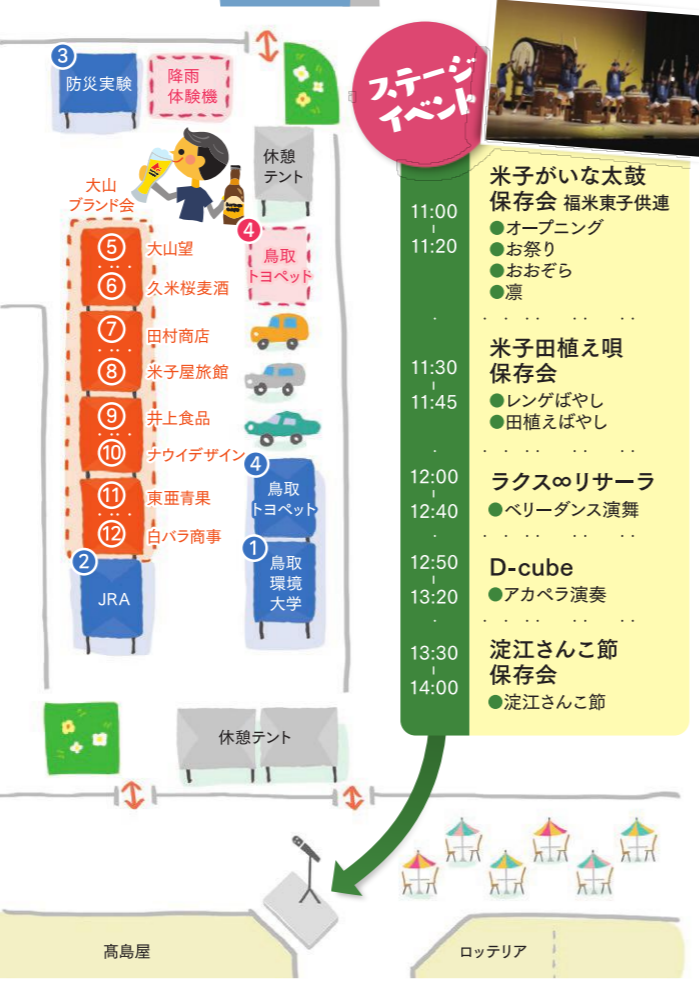 ③
防災実験
降雨
体験機
休憩
テント
大山
ブランド会
⑤
大山望
⑥
久米桜麦酒
⑦
田村商店
⑧
米子屋旅館
⑨
井上食品
⑩
ナウイデザイン
⑪
東亜青果
⑫
白バラ商事
②
JRA
④
鳥取
トヨペット
④
鳥取
トヨペット
①
鳥取
環境
大学
休憩テント
髙島屋
ロッテリア
ステージ
イベント
11:00
11:20
米子がいな太鼓
保存会 福米東子供連
●オープニング
●お祭り
●おおぞら
●凛
11:30
11:45
米子田植え唄
保存会
●レンゲばやし
●田植えばやし
12:00
12:40
ラクス∞リサーラ
●ベリーダンス演舞
12:50
13:20
D-cube
●アカペラ演奏
13:30
14:00
淀江さんこ節
保存会
●淀江さんこ節